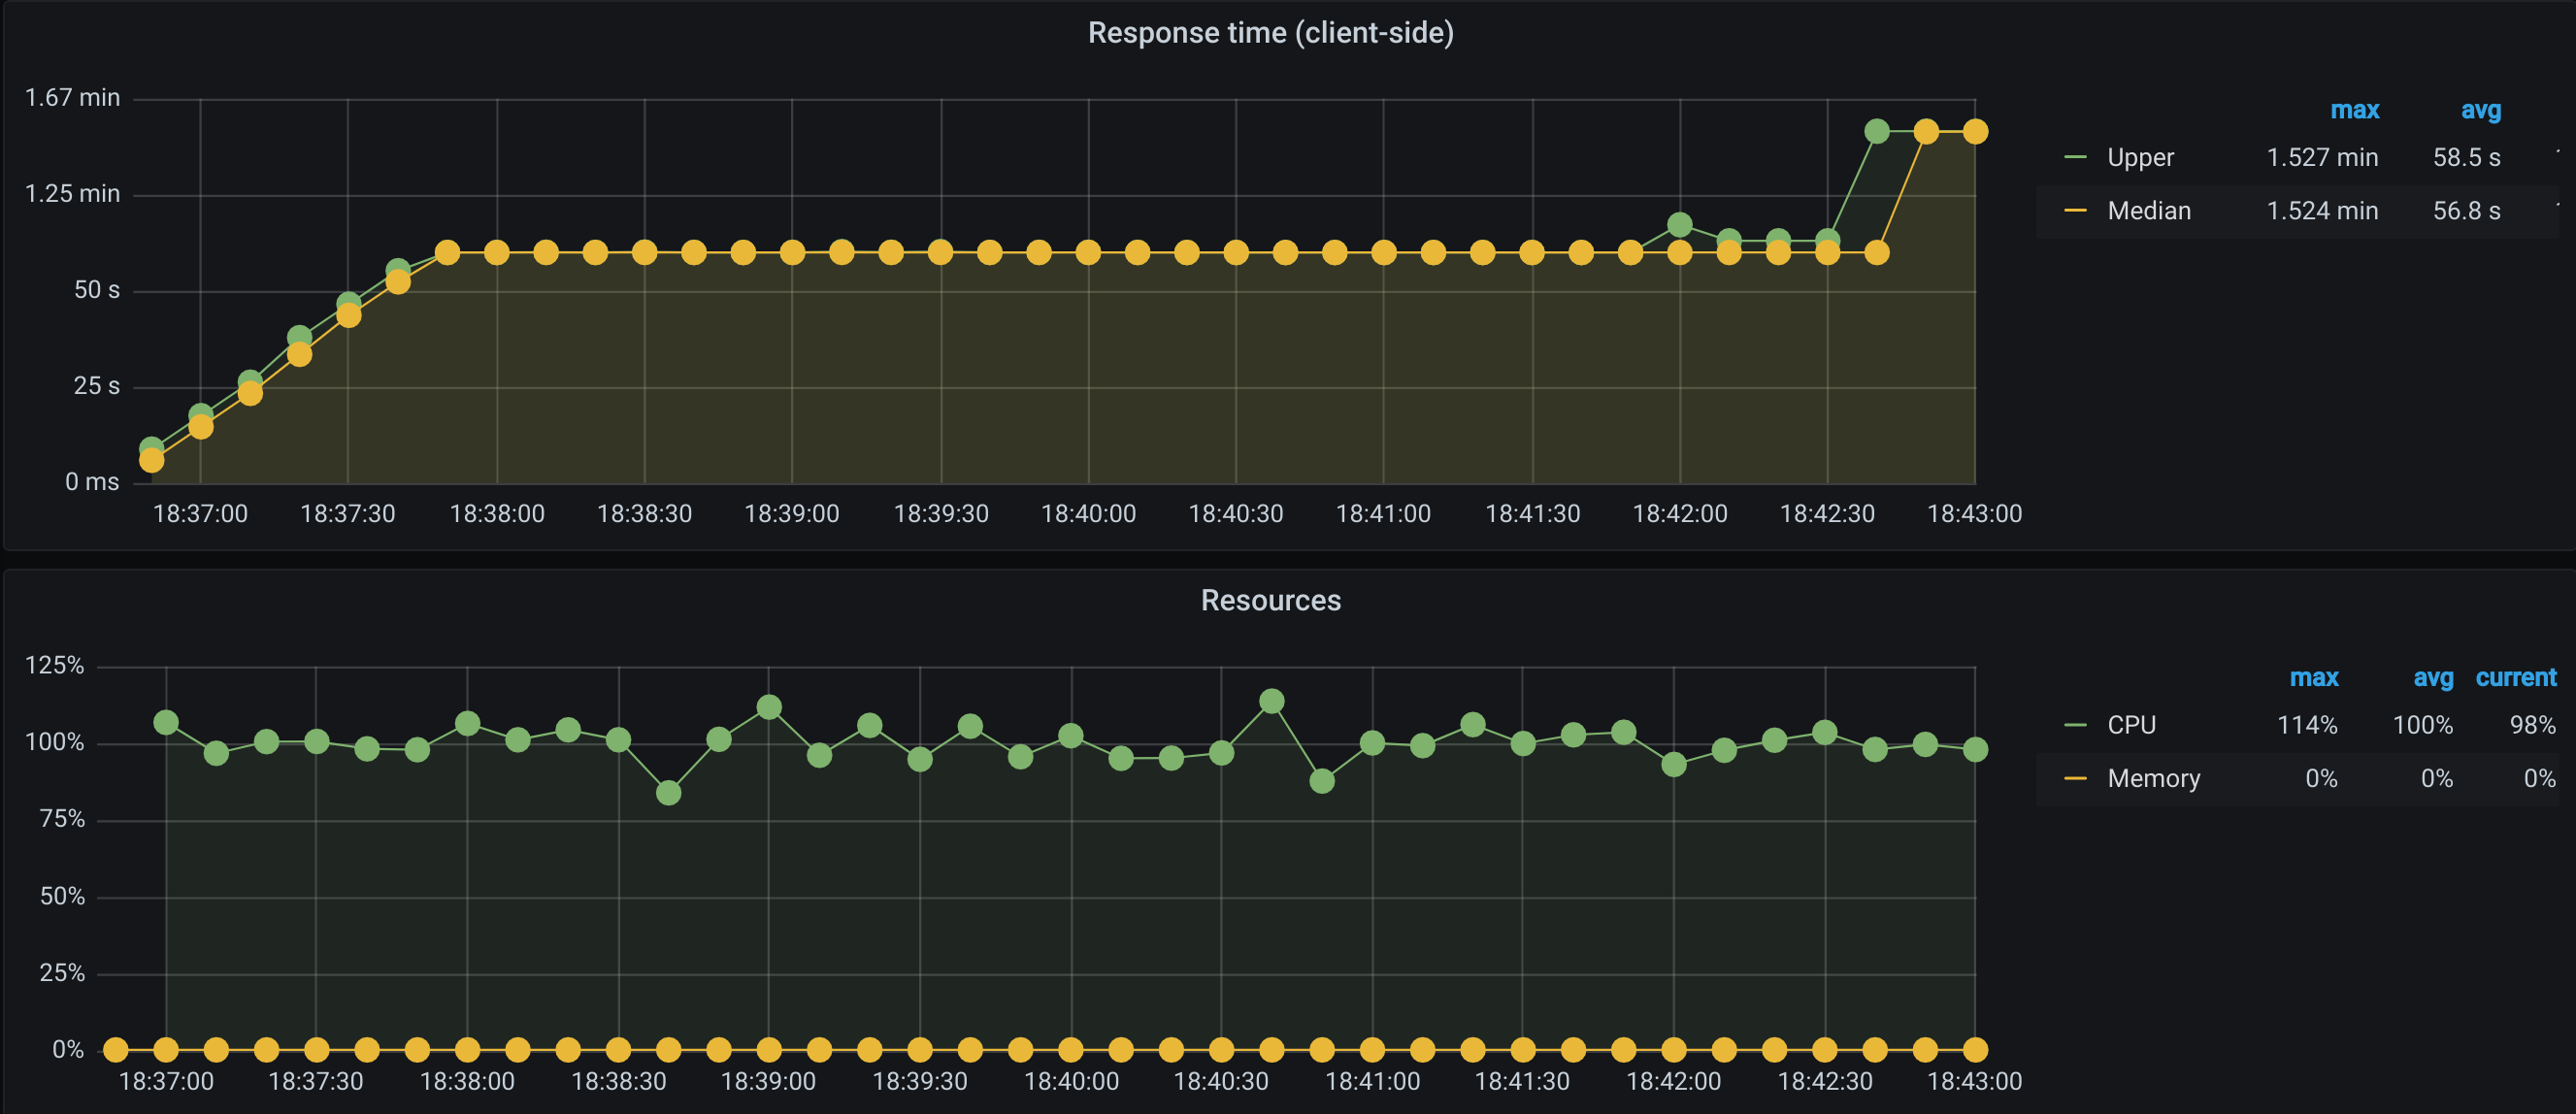 Response time (client-side)
1.67 min
1.25 min
50 s
25 s
0 ms
18:37:00 18:37:30 18:38:00 18:38:30 18:39:00 18:39:30 18:40:00 18:40:30 18:41:00 18:41:30 18:42:00 18:42:30 18:43:00
max avg
Upper 1.527 min 58.5 s
Median 1.524 min 56.8 s
Resources
125%
100%
75%
50%
25%
0%
18:37:00 18:37:30 18:38:00 18:38:30 18:39:00 18:39:30 18:40:00 18:40:30 18:41:00 18:41:30 18:42:00 18:42:30 18:43:00
max avg current
CPU 114% 100% 98%
Memory 0% 0% 0%